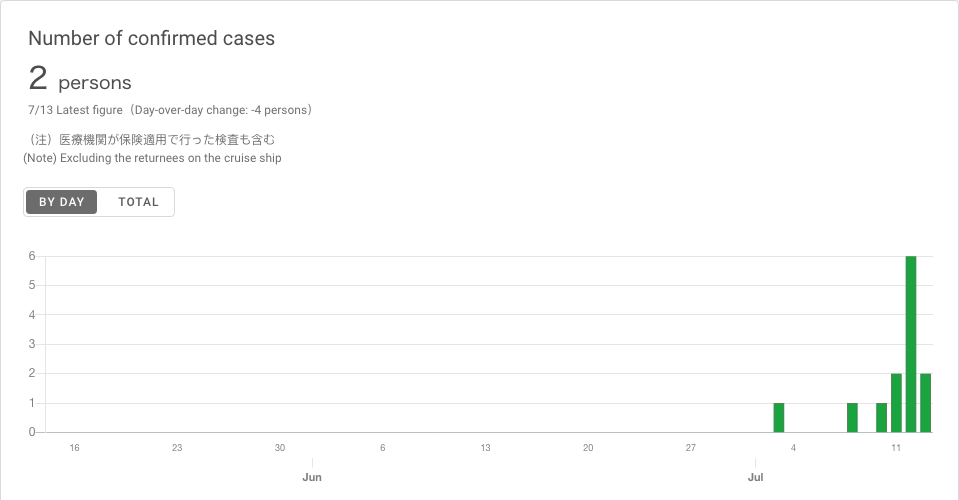 Number of confirmed cases
2 persons
7/13 Latest figure（Day-over-day change: -4 persons）
（注）医療機関が保険適用で行った検査も含む
(Note) Excluding the returnees on the cruise ship
BY DAY TOTAL
6
5
4
3
2
1
0
16 23 30 6 13 20 27 4 11
Jun Jul